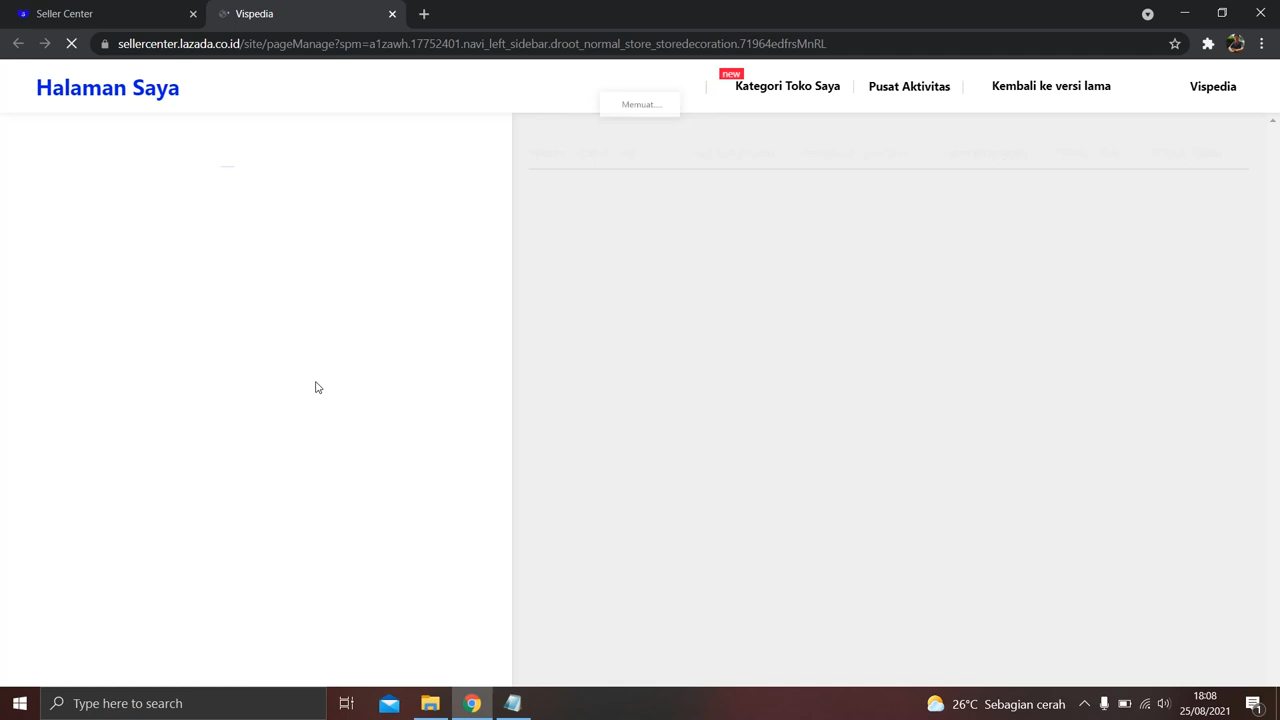 Seller Center
Vispedia
sellercenter.lazada.co.id/site/pageManage?spm=a1zawh.17752401.navi_left_sidebar.droot_normal_store_storedecoration.71964edfrsMnRL
Halaman Saya
new
Kategori Toko Saya
Pusat Aktivitas
Kembali ke versi lama
Vispedia
Memuat....
Type here to search
26°C Sebagian cerah
18:08
25/08/2021
1